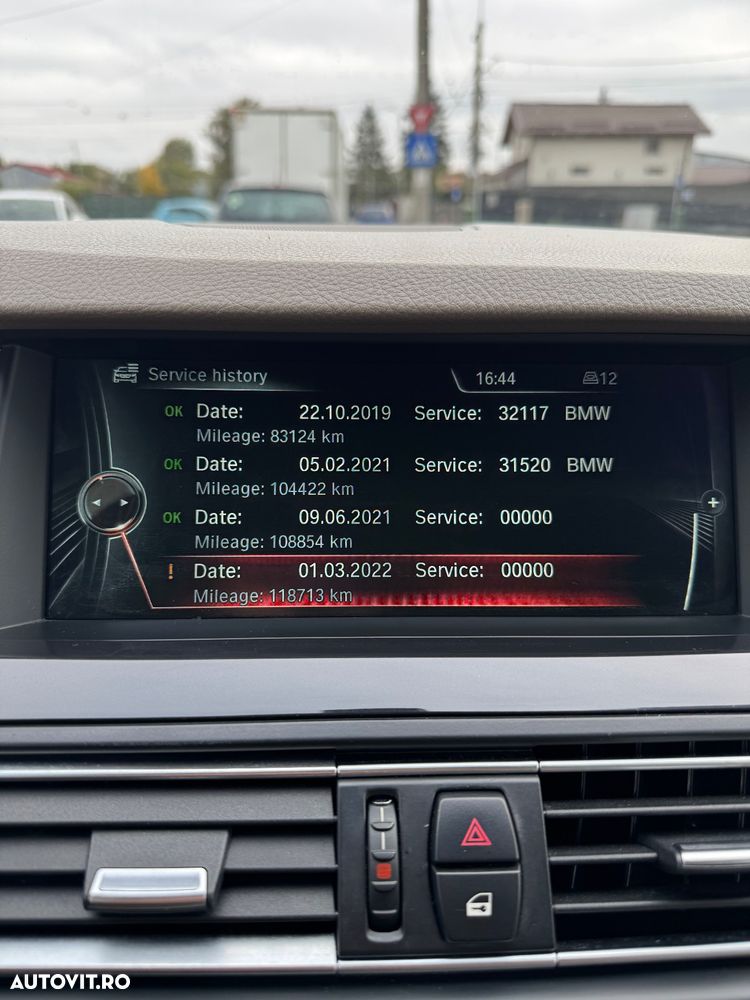 Service history 16:44 12
OK Date: 22.10.2019 Service: 32117 BMW
Mileage: 83124 km
OK Date: 05.02.2021 Service: 31520 BMW
Mileage: 104422 km
OK Date: 09.06.2021 Service: 00000
Mileage: 108854 km
! Date: 01.03.2022 Service: 00000
Mileage: 118713 km
AUTOVIT.RO